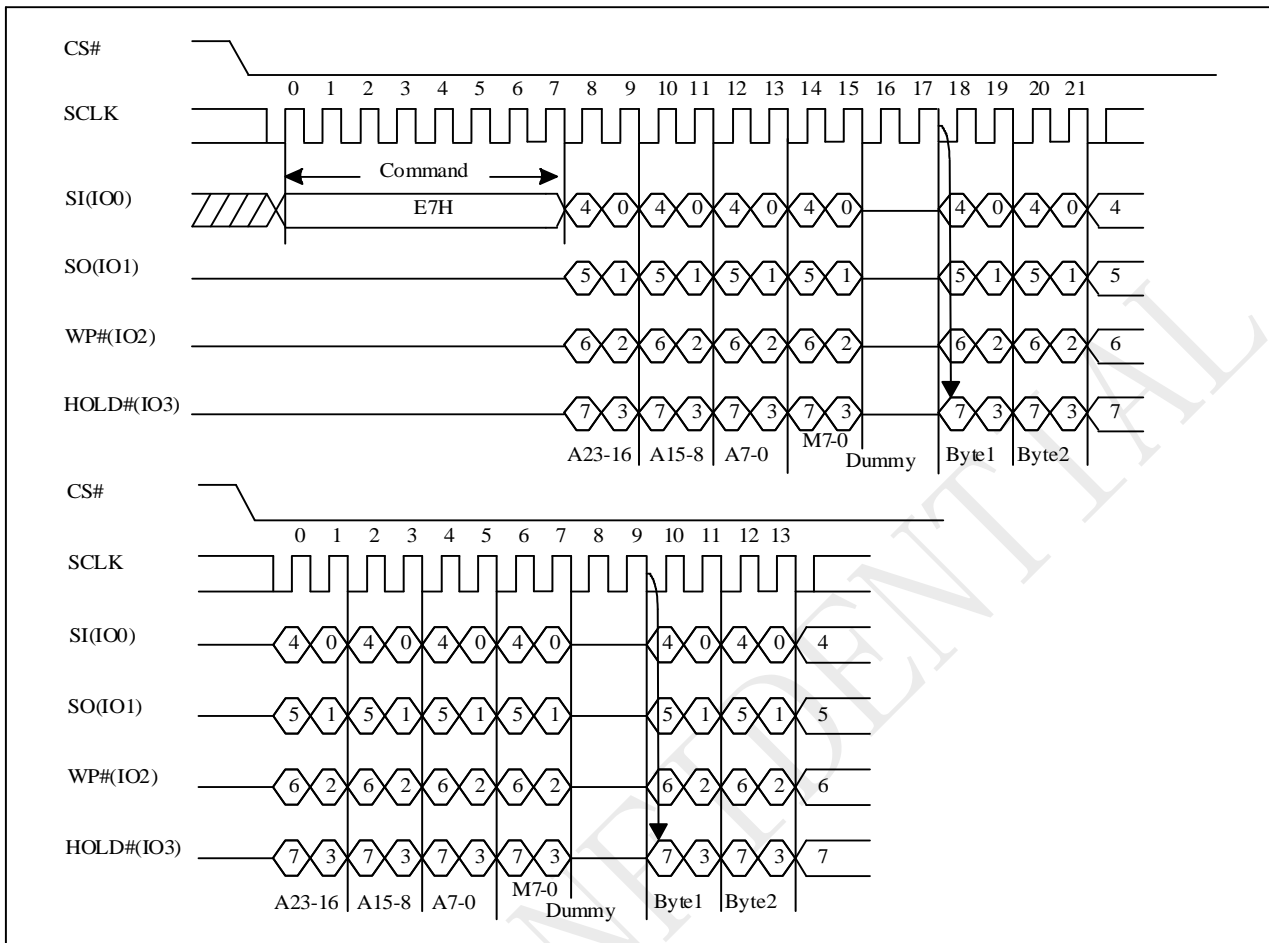 CS#
0 1 2 3 4 5 6 7 8 9 10 11 12 13 14 15 16 17 18 19 20 21
SCLK
Command
SI(IO0) E7H 4 0 4 0 4 0 4 0 4 0 4 0 4
SO(IO1) 5 1 5 1 5 1 5 1 5 1 5 1 5
WP#(IO2) 6 2 6 2 6 2 6 2 6 2 6 2 6
HOLD#(IO3) 7 3 7 3 7 3 7 3 7 3 7 3 7
A23-16 A15-8 A7-0 M7-0 Dummy Byte1 Byte2
CS#
0 1 2 3 4 5 6 7 8 9 10 11 12 13
SCLK
SI(IO0) 4 0 4 0 4 0 4 0 4 0 4 0 4
SO(IO1) 5 1 5 1 5 1 5 1 5 1 5 1 5
WP#(IO2) 6 2 6 2 6 2 6 2 6 2 6 2 6
HOLD#(IO3) 7 3 7 3 7 3 7 3 7 3 7 3 7
A23-16 A15-8 A7-0 M7-0 Dummy Byte1 Byte2
NFIDENTIAL